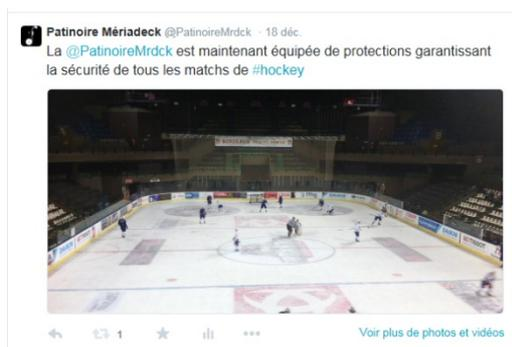 Patinoire Mériadeck @PatinoireMrdck · 18 déc.
La @PatinoireMrdck est maintenant équipée de protections garantissant
la sécurité de tous les matchs de #hockey
BORDEAUX
1
Voir plus de photos et vidéos